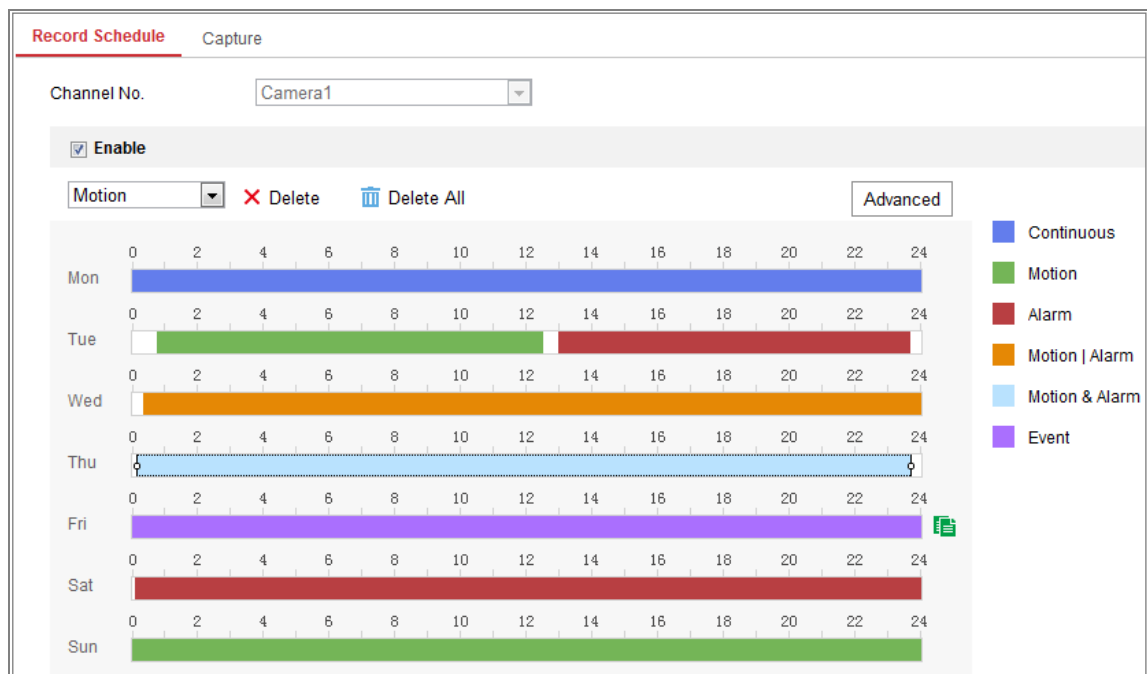 Record Schedule Capture
Channel No. Camera1
Enable
Motion Delete Delete All Advanced
Continuous
Motion
Alarm
Motion | Alarm
Motion & Alarm
Event
0 2 4 6 8 10 12 14 16 18 20 22 24
Mon
0 2 4 6 8 10 12 14 16 18 20 22 24
Tue
0 2 4 6 8 10 12 14 16 18 20 22 24
Wed
0 2 4 6 8 10 12 14 16 18 20 22 24
Thu
0 2 4 6 8 10 12 14 16 18 20 22 24
Fri
0 2 4 6 8 10 12 14 16 18 20 22 24
Sat
0 2 4 6 8 10 12 14 16 18 20 22 24
Sun